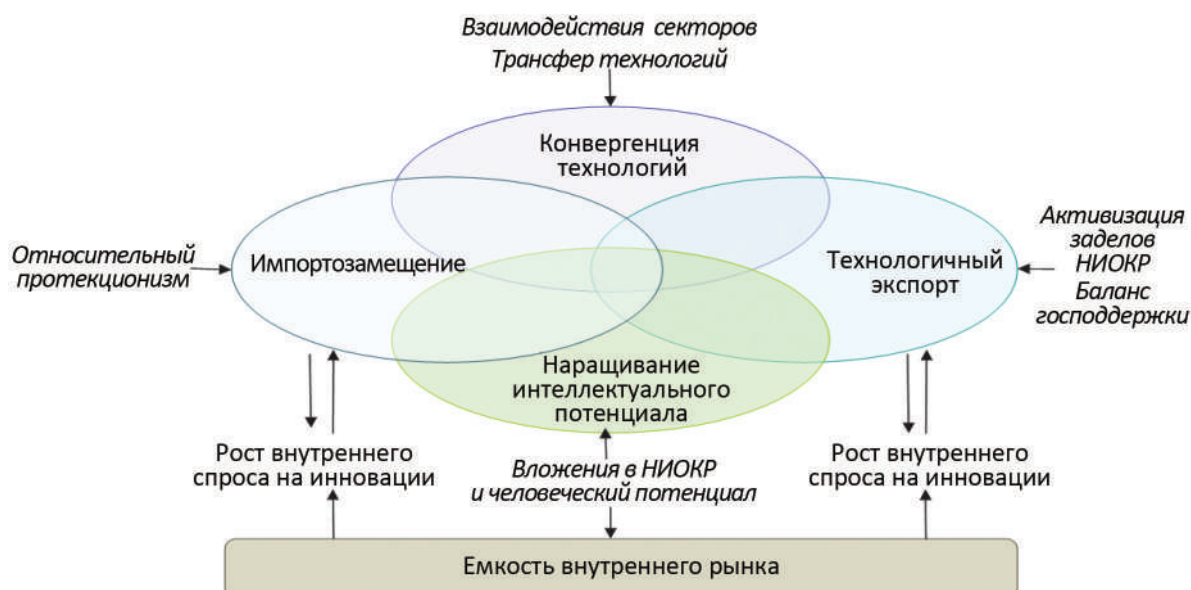 Взаимодействия секторов
Трансфер технологий
Конвергенция
технологий
Относительный
протекционизм
Импортозамещение
Технологичный
экспорт
Активизация
заделов
НИОКР
Баланс
господдержки
Наращивание
интеллектуального
потенциала
Рост внутреннего
спроса на инновации
Вложения в НИОКР
и человеческий потенциал
Рост внутреннего
спроса на инновации
Емкость внутреннего рынка